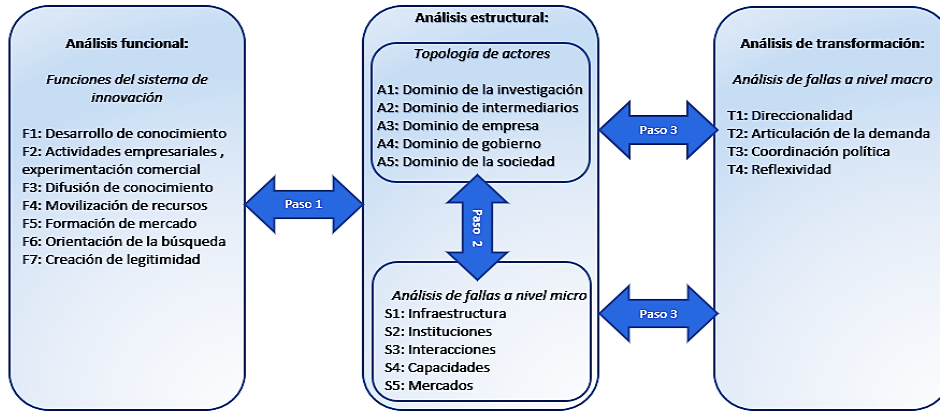 Análisis funcional:
Funciones del sistema de
innovación
F1: Desarrollo de conocimiento
F2: Actividades empresariales ,
experimentación comercial
F3: Difusión de conocimiento
F4: Movilización de recursos
F5: Formación de mercado
F6: Orientación de la búsqueda
F7: Creación de legitimidad
Paso 1
Análisis estructural:
Topología de actores
A1: Dominio de la investigación
A2: Dominio de intermediarios
A3: Dominio de empresa
A4: Dominio de gobierno
A5: Dominio de la sociedad
Paso 2
Análisis de fallas a nivel micro
S1: Infraestructura
S2: Instituciones
S3: Interacciones
S4: Capacidades
S5: Mercados
Paso 3
Paso 3
Análisis de transformación:
Análisis de fallas a nivel macro
T1: Direccionalidad
T2: Articulación de la demanda
T3: Coordinación política
T4: Reflexividad